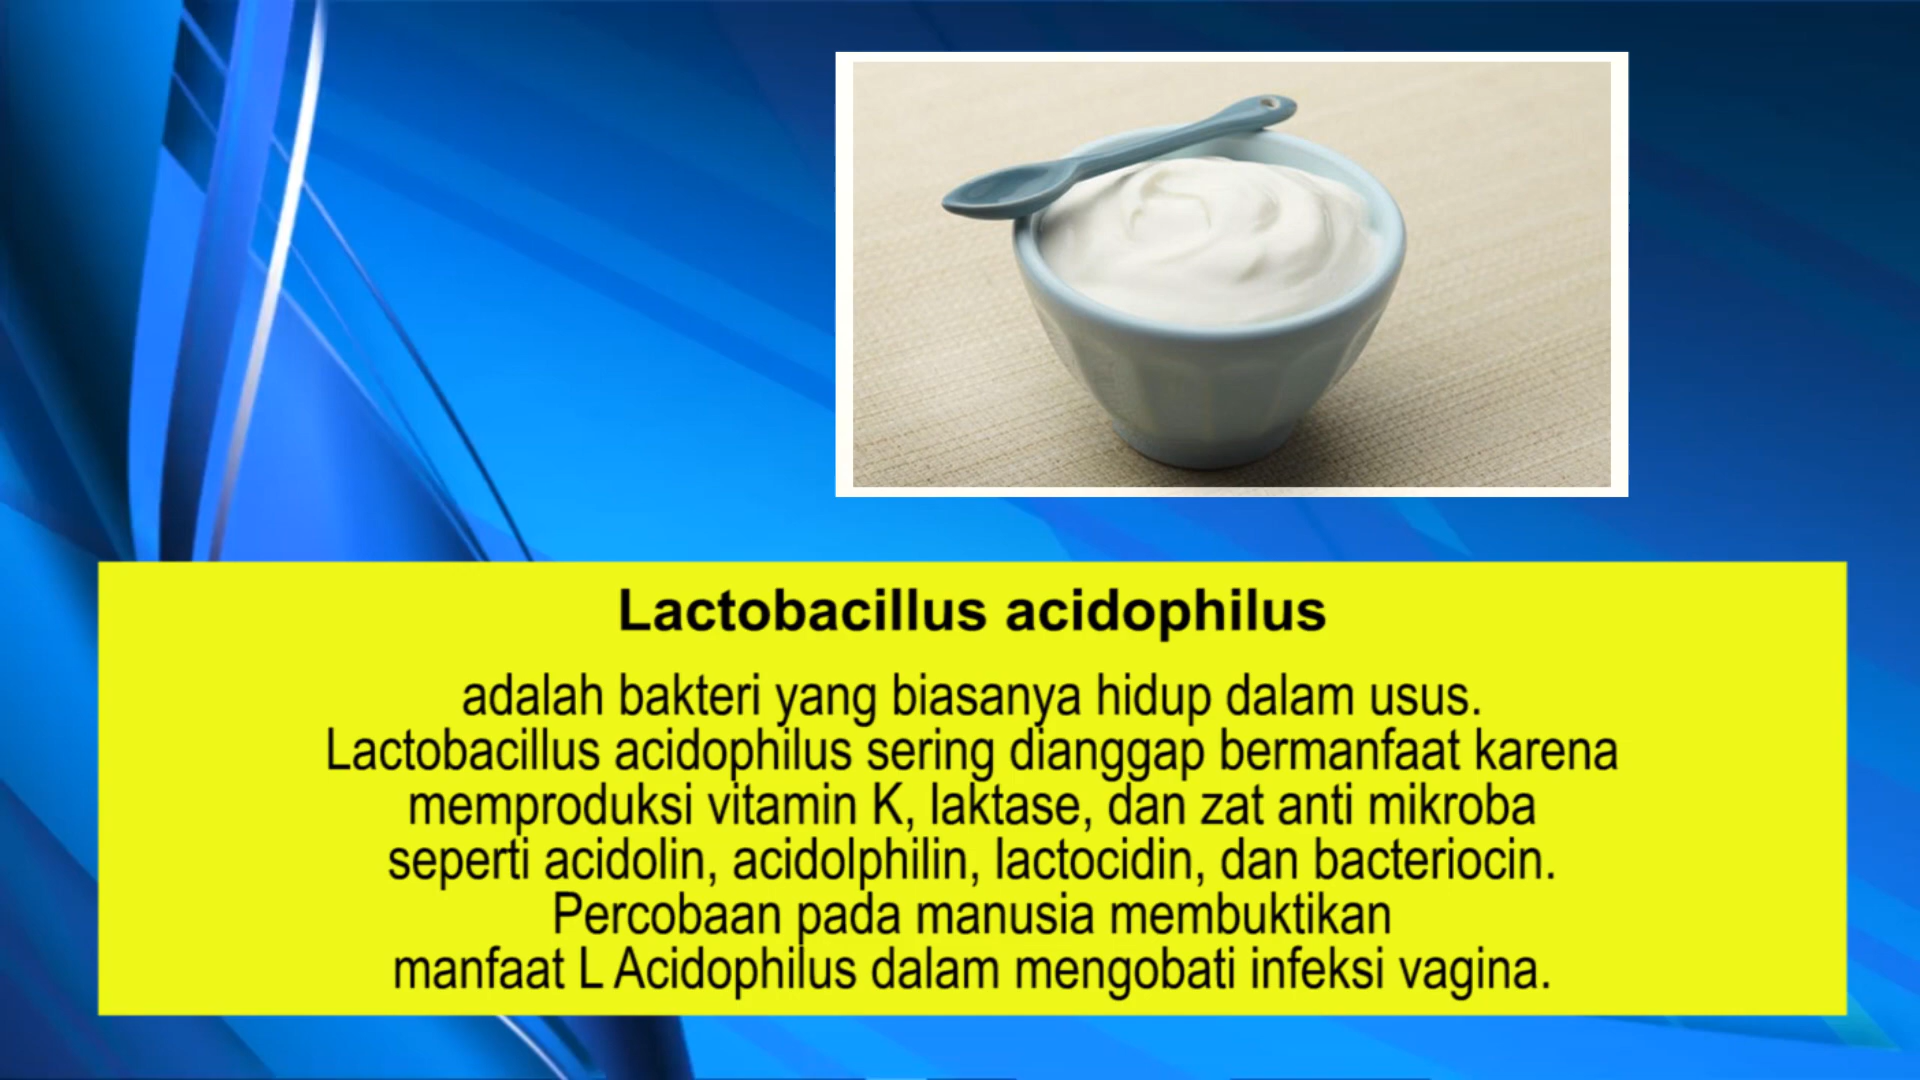 Lactobacillus acidophilus
adalah bakteri yang biasanya hidup dalam usus.
Lactobacillus acidophilus sering dianggap bermanfaat karena
memproduksi vitamin K, laktase, dan zat anti mikroba
seperti acidolin, acidolphilin, lactocidin, dan bacteriocin.
Percobaan pada manusia membuktikan
manfaat L Acidophilus dalam mengobati infeksi vagina.